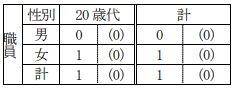 職員 性別 20歳代 計
男 0 (0) 0 (0)
女 1 (0) 1 (0)
計 1 (0) 1 (0)